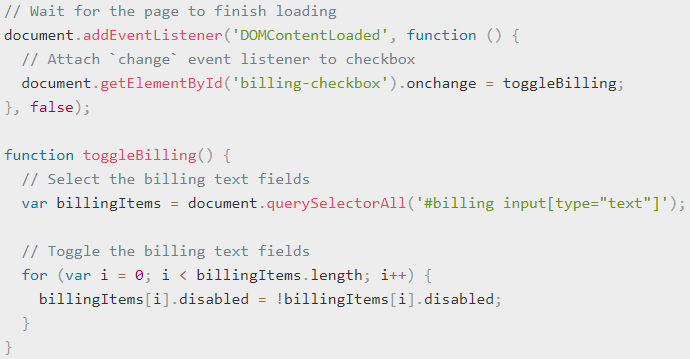 // Wait for the page to finish loading
document.addEventListener('DOMContentLoaded', function () {
  // Attach `change` event listener to checkbox
  document.getElementById('billing-checkbox').onchange = toggleBilling;
}, false);

function toggleBilling() {
  // Select the billing text fields
  var billingItems = document.querySelectorAll('#billing input[type="text"]');

  // Toggle the billing text fields
  for (var i = 0; i < billingItems.length; i++) {
    billingItems[i].disabled = !billingItems[i].disabled;
  }
}